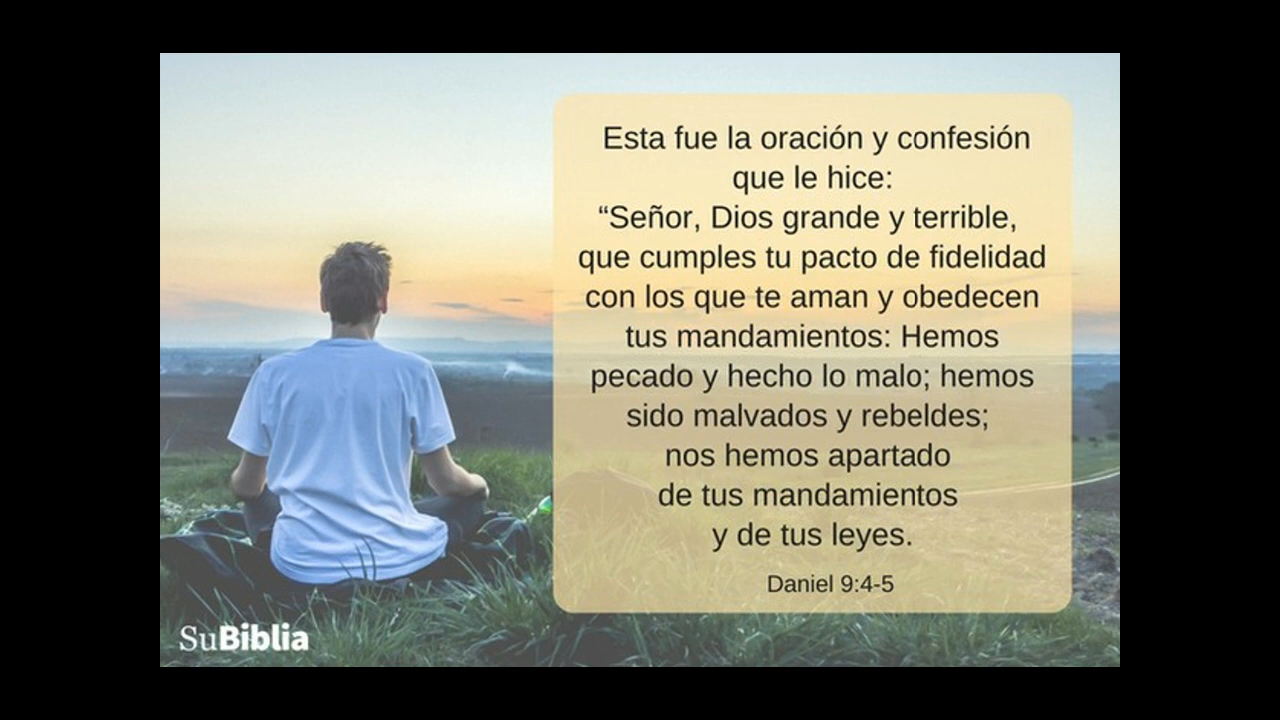 Esta fue la oración y confesión
que le hice:
“Señor, Dios grande y terrible,
que cumples tu pacto de fidelidad
con los que te aman y obedecen
tus mandamientos: Hemos
pecado y hecho lo malo; hemos
sido malvados y rebeldes;
nos hemos apartado
de tus mandamientos
y de tus leyes.
Daniel 9:4-5
SuBiblia